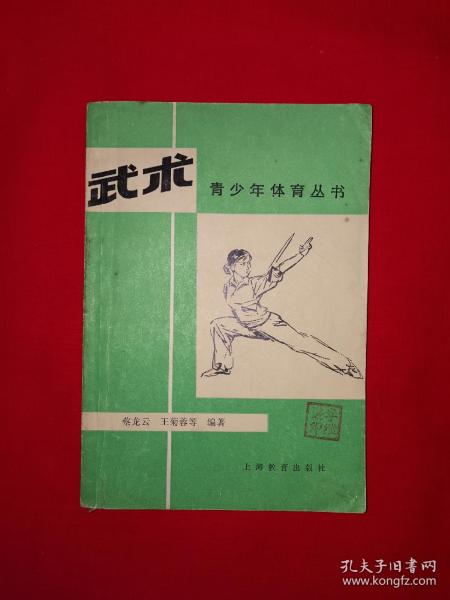 武术
青少年体育丛书
蔡龙云 王菊蓉等 编著
上海教育出版社
孔夫子旧书网
www.kongfz.com